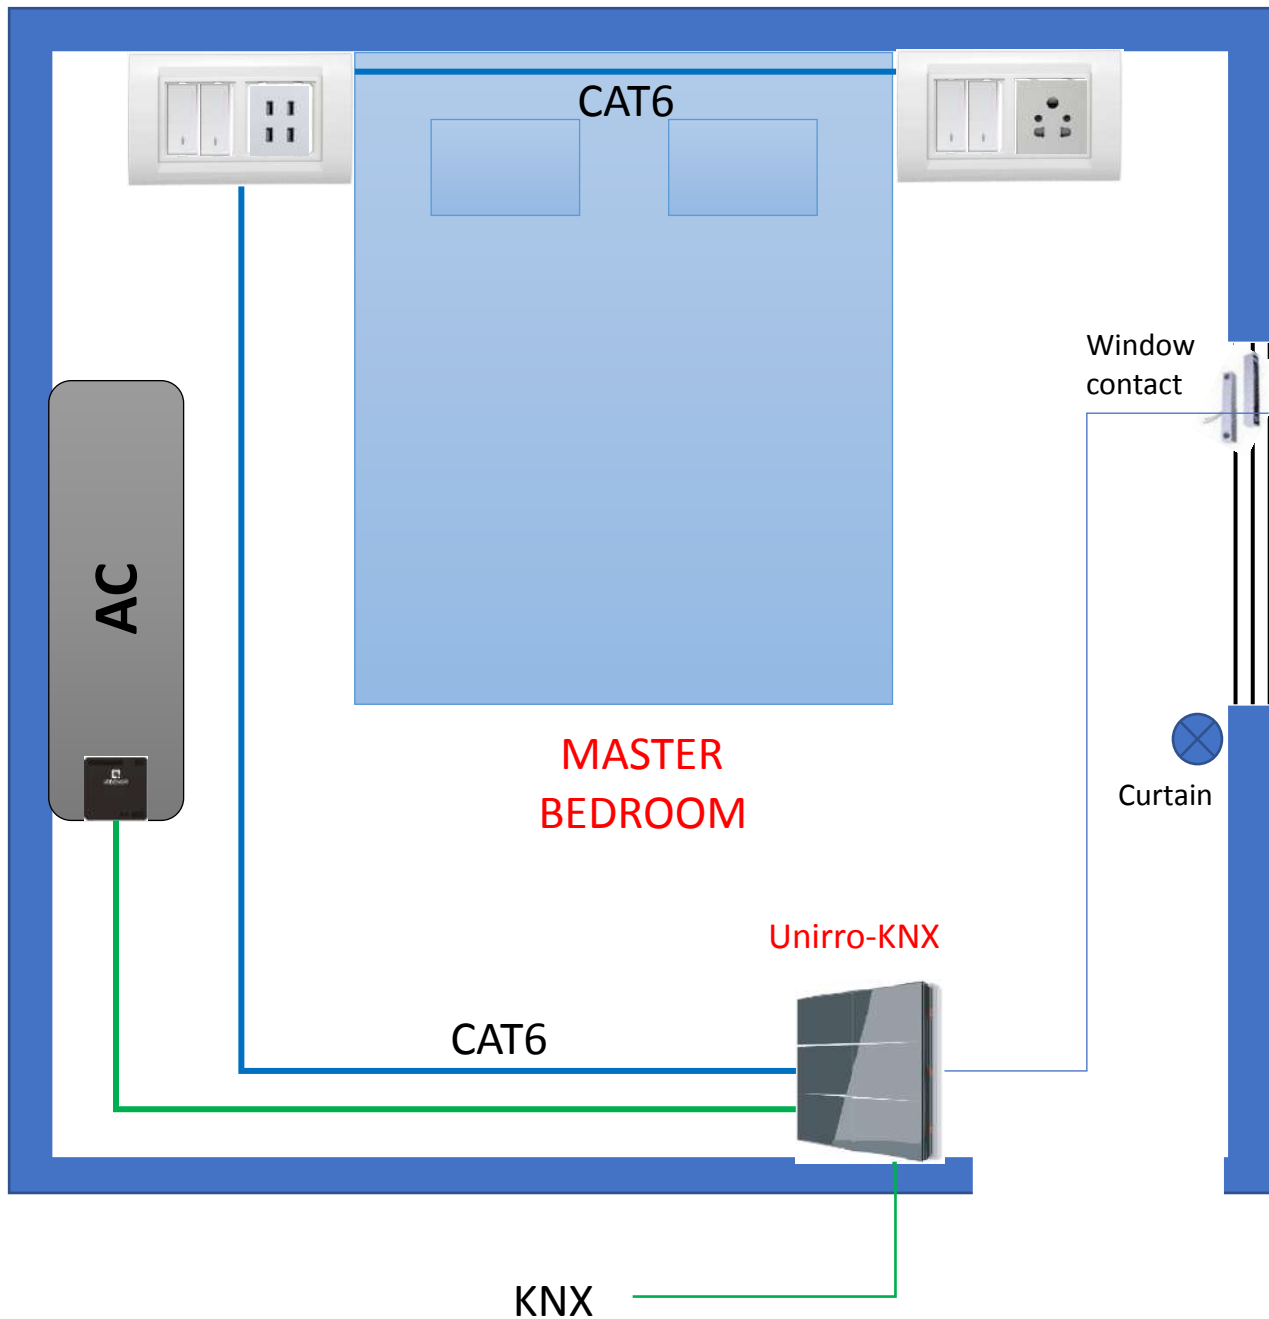 CAT6
Window
contact
AC
MASTER
BEDROOM
Curtain
Unirro-KNX
CAT6
KNX